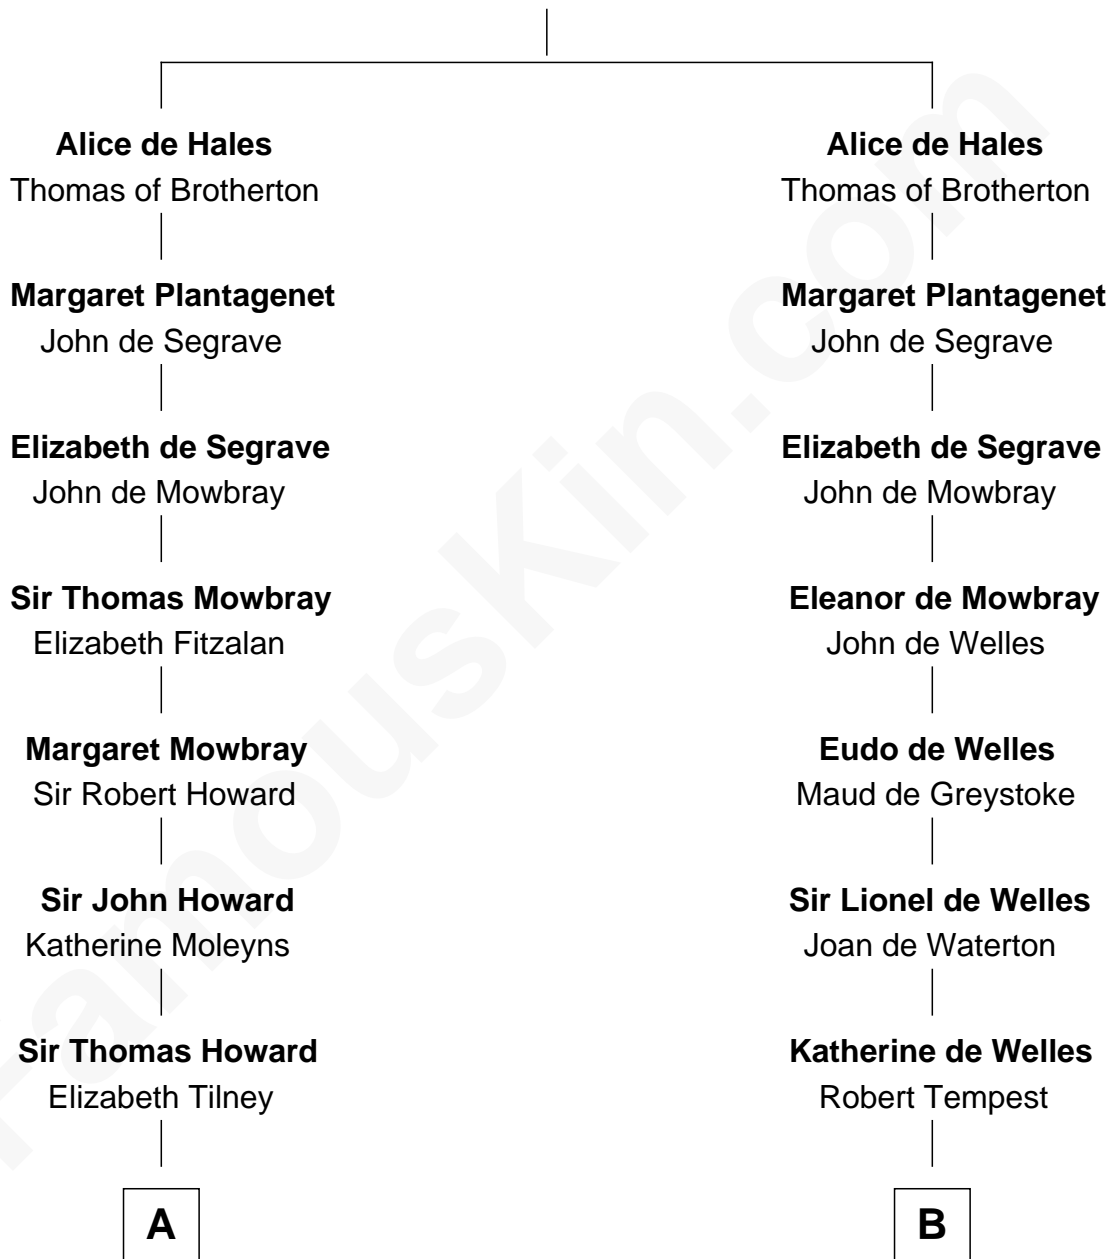 Alice de Hales
Thomas of Brotherton
Margaret Plantagenet
John de Segrave
Elizabeth de Segrave
John de Mowbray
Sir Thomas Mowbray
Elizabeth Fitzalan
Margaret Mowbray
Sir Robert Howard
Sir John Howard
Katherine Moleyns
Sir Thomas Howard
Elizabeth Tilney
A
Alice de Hales
Thomas of Brotherton
Margaret Plantagenet
John de Segrave
Elizabeth de Segrave
John de Mowbray
Eleanor de Mowbray
John de Welles
Eudo de Welles
Maud de Greystoke
Sir Lionel de Welles
Joan de Waterton
Katherine de Welles
Robert Tempest
B
FamousKin.com